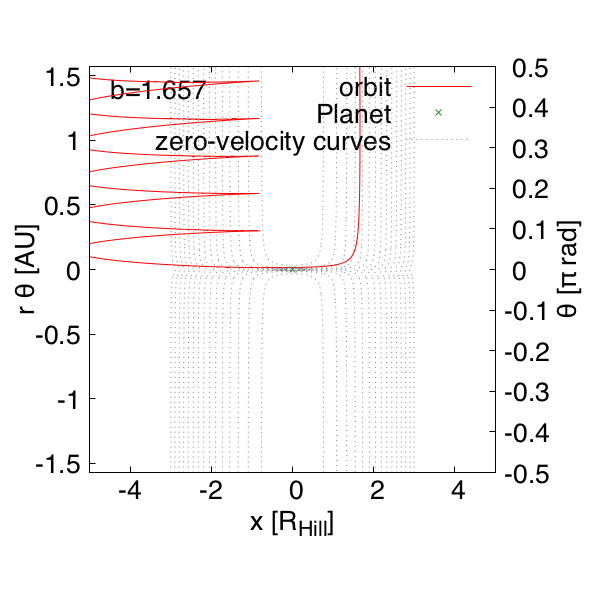 b=1.657
orbit
Planet
zero-velocity curves
1.5
1
0.5
0
-0.5
-1
-1.5
r θ [AU]
0.5
0.4
0.3
0.2
0.1
0
-0.1
-0.2
-0.3
-0.4
-0.5
θ [π rad]
-4 -2 0 2 4
x [R_Hill]